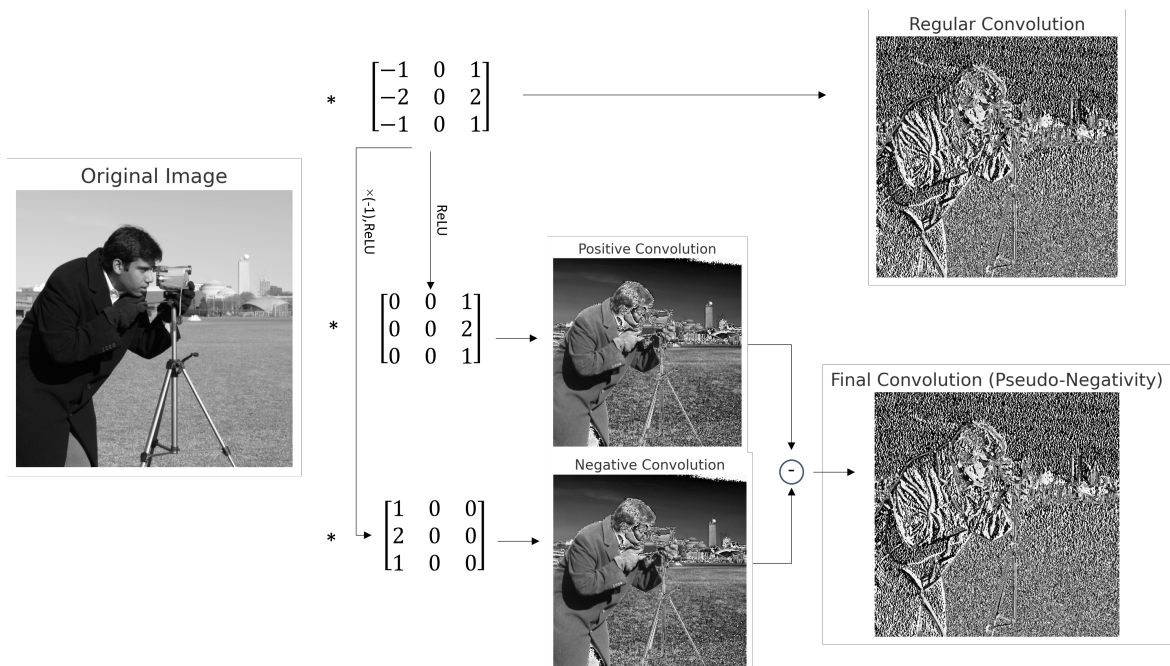 Regular Convolution
* [−1 0 1
−2 0 2
−1 0 1]
Original Image
×(-1),ReLU
ReLU
Positive Convolution
* [0 0 1
0 0 2
0 0 1]
Final Convolution (Pseudo-Negativity)
Negative Convolution
-
* [1 0 0
2 0 0
1 0 0]